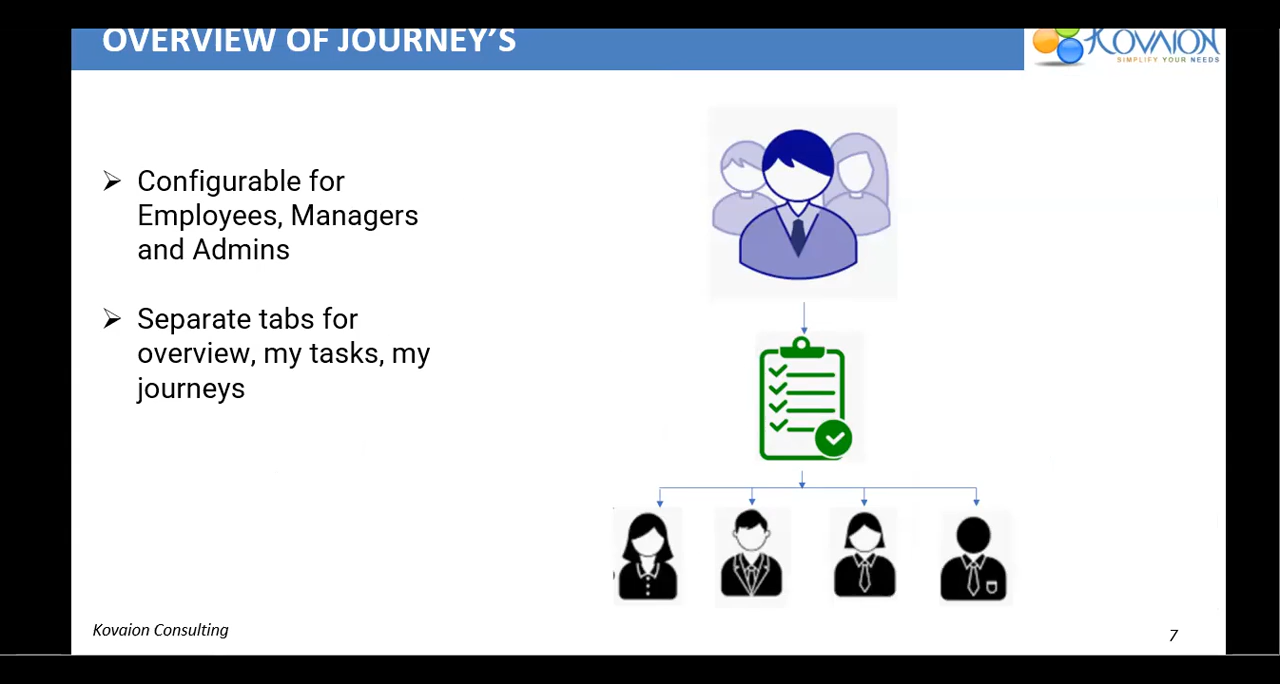 OVERVIEW OF JOURNEY'S
KOVAION
SIMPLIFY YOUR NEEDS
Configurable for
Employees, Managers
and Admins
Separate tabs for
overview, my tasks, my
journeys
Kovaion Consulting
7